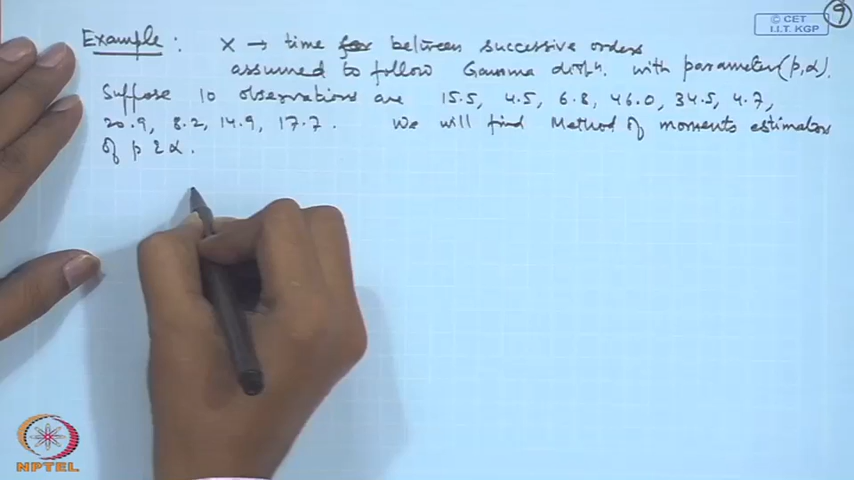 9
© CET
I.I.T. KGP
Example : X → time between successive orders
assumed to follow Gamma distⁿ. with parameter (p, α).
Suppose 10 observations are 15.5, 4.5, 6.8, 46.0, 34.5, 4.7,
20.9, 8.2, 14.9, 17.7. We will find Method of moments estimators
of p & α.
NPTEL